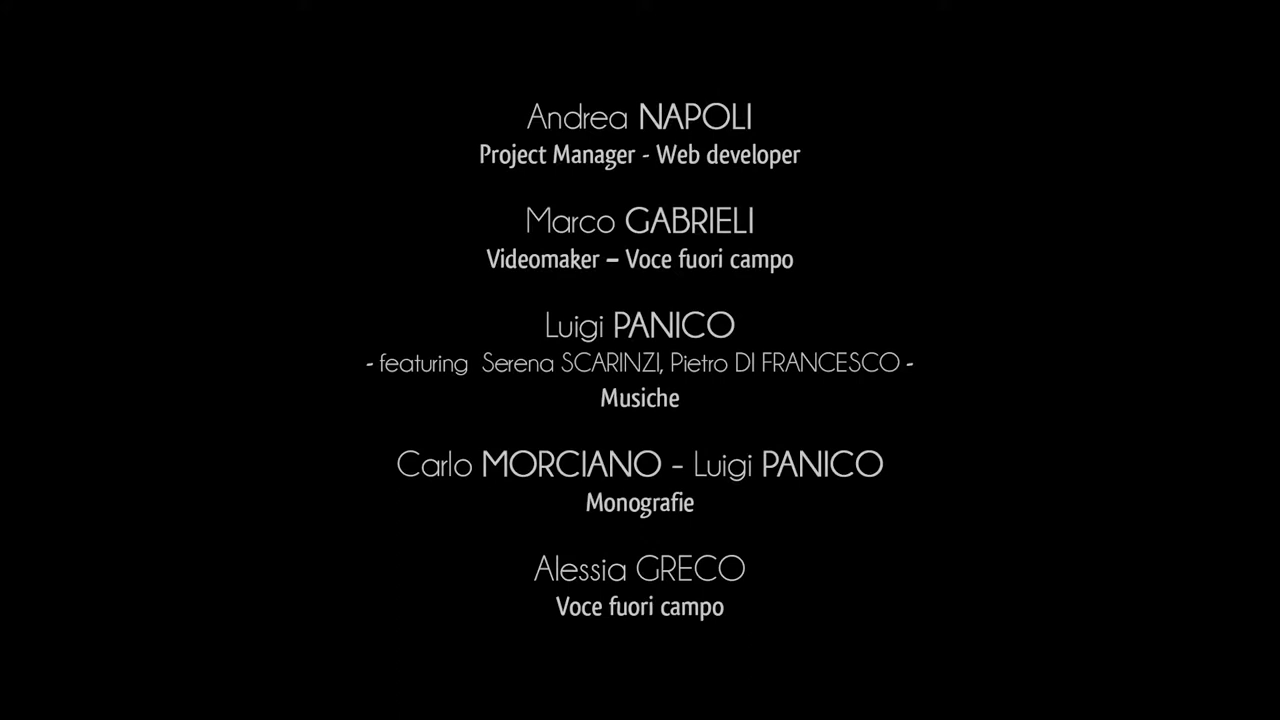 Andrea NAPOLI
Project Manager - Web developer
Marco GABRIELI
Videomaker – Voce fuori campo
Luigi PANICO
- featuring Serena SCARINZI, Pietro DI FRANCESCO -
Musiche
Carlo MORCIANO - Luigi PANICO
Monografie
Alessia GRECO
Voce fuori campo